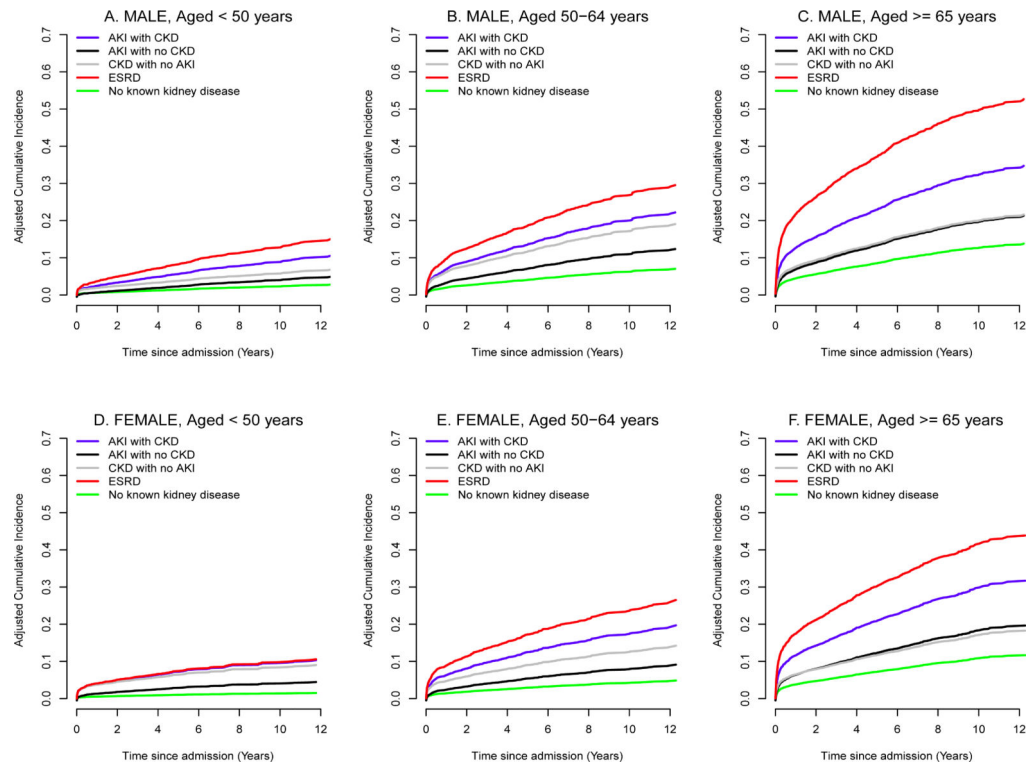 A. MALE, Aged < 50 years
0.7
0.6
0.5
0.4
0.3
0.2
0.1
0.0
Adjusted Cumulative Incidence
AKI with CKD
AKI with no CKD
CKD with no AKI
ESRD
No known kidney disease
0 2 4 6 8 10 12
Time since admission (Years)
B. MALE, Aged 50−64 years
0.7
0.6
0.5
0.4
0.3
0.2
0.1
0.0
Adjusted Cumulative Incidence
AKI with CKD
AKI with no CKD
CKD with no AKI
ESRD
No known kidney disease
0 2 4 6 8 10 12
Time since admission (Years)
C. MALE, Aged >= 65 years
0.7
0.6
0.5
0.4
0.3
0.2
0.1
0.0
Adjusted Cumulative Incidence
AKI with CKD
AKI with no CKD
CKD with no AKI
ESRD
No known kidney disease
0 2 4 6 8 10 12
Time since admission (Years)
D. FEMALE, Aged < 50 years
0.7
0.6
0.5
0.4
0.3
0.2
0.1
0.0
Adjusted Cumulative Incidence
AKI with CKD
AKI with no CKD
CKD with no AKI
ESRD
No known kidney disease
0 2 4 6 8 10 12
Time since admission (Years)
E. FEMALE, Aged 50−64 years
0.7
0.6
0.5
0.4
0.3
0.2
0.1
0.0
Adjusted Cumulative Incidence
AKI with CKD
AKI with no CKD
CKD with no AKI
ESRD
No known kidney disease
0 2 4 6 8 10 12
Time since admission (Years)
F. FEMALE, Aged >= 65 years
0.7
0.6
0.5
0.4
0.3
0.2
0.1
0.0
Adjusted Cumulative Incidence
AKI with CKD
AKI with no CKD
CKD with no AKI
ESRD
No known kidney disease
0 2 4 6 8 10 12
Time since admission (Years)